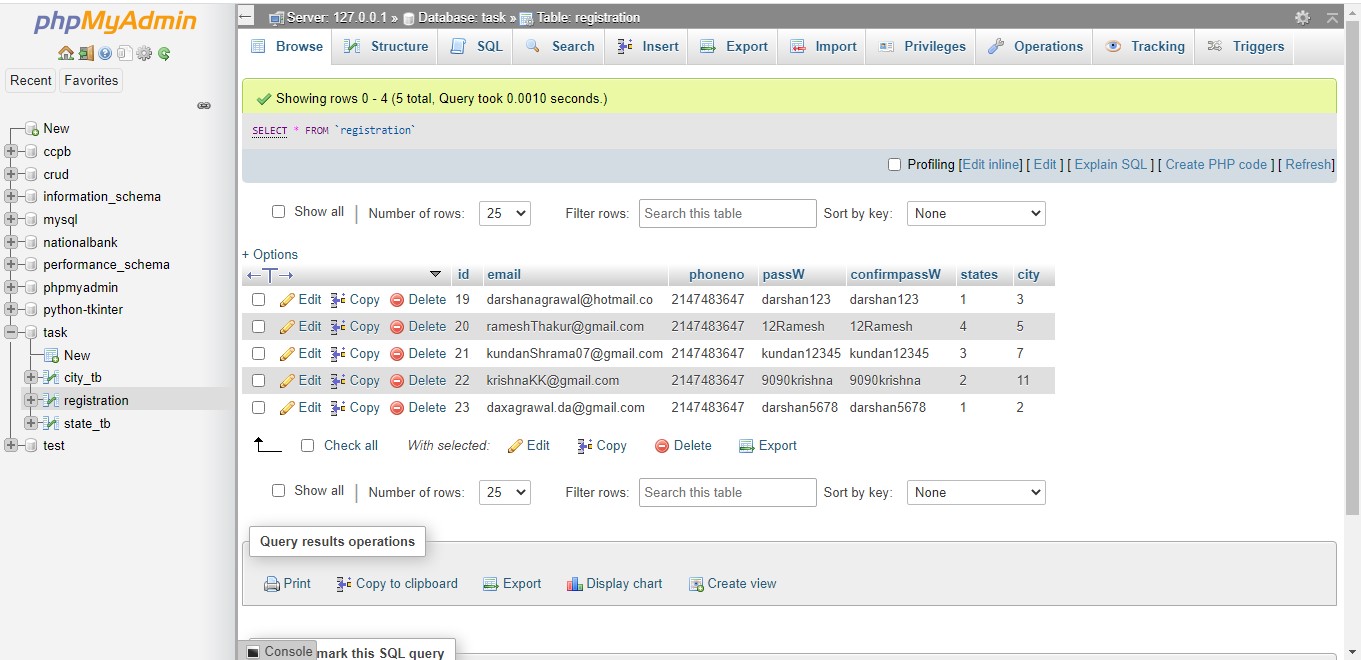 phpMyAdmin
Recent Favorites
New
ccpb
crud
information_schema
mysql
nationalbank
performance_schema
phpmyadmin
python-tkinter
task
New
city_tb
registration
state_tb
test
Server: 127.0.0.1 » Database: task » Table: registration
Browse Structure SQL Search Insert Export Import Privileges Operations Tracking Triggers
Showing rows 0 - 4 (5 total, Query took 0.0010 seconds.)
SELECT * FROM `registration`
Profiling [Edit inline] [ Edit ] [ Explain SQL ] [ Create PHP code ] [ Refresh]
Show all | Number of rows: 25 Filter rows: Search this table Sort by key: None
+ Options
id email phoneno passW confirmpassW states city
Edit Copy Delete 19 darshanagrawal@hotmail.co 2147483647 darshan123 darshan123 1 3
Edit Copy Delete 20 rameshThakur@gmail.com 2147483647 12Ramesh 12Ramesh 4 5
Edit Copy Delete 21 kundanShrama07@gmail.com 2147483647 kundan12345 kundan12345 3 7
Edit Copy Delete 22 krishnaKK@gmail.com 2147483647 9090krishna 9090krishna 2 11
Edit Copy Delete 23 daxagrawal.da@gmail.com 2147483647 darshan5678 darshan5678 1 2
Check all With selected: Edit Copy Delete Export
Show all | Number of rows: 25 Filter rows: Search this table Sort by key: None
Query results operations
Print Copy to clipboard Export Display chart Create view
Console mark this SQL query